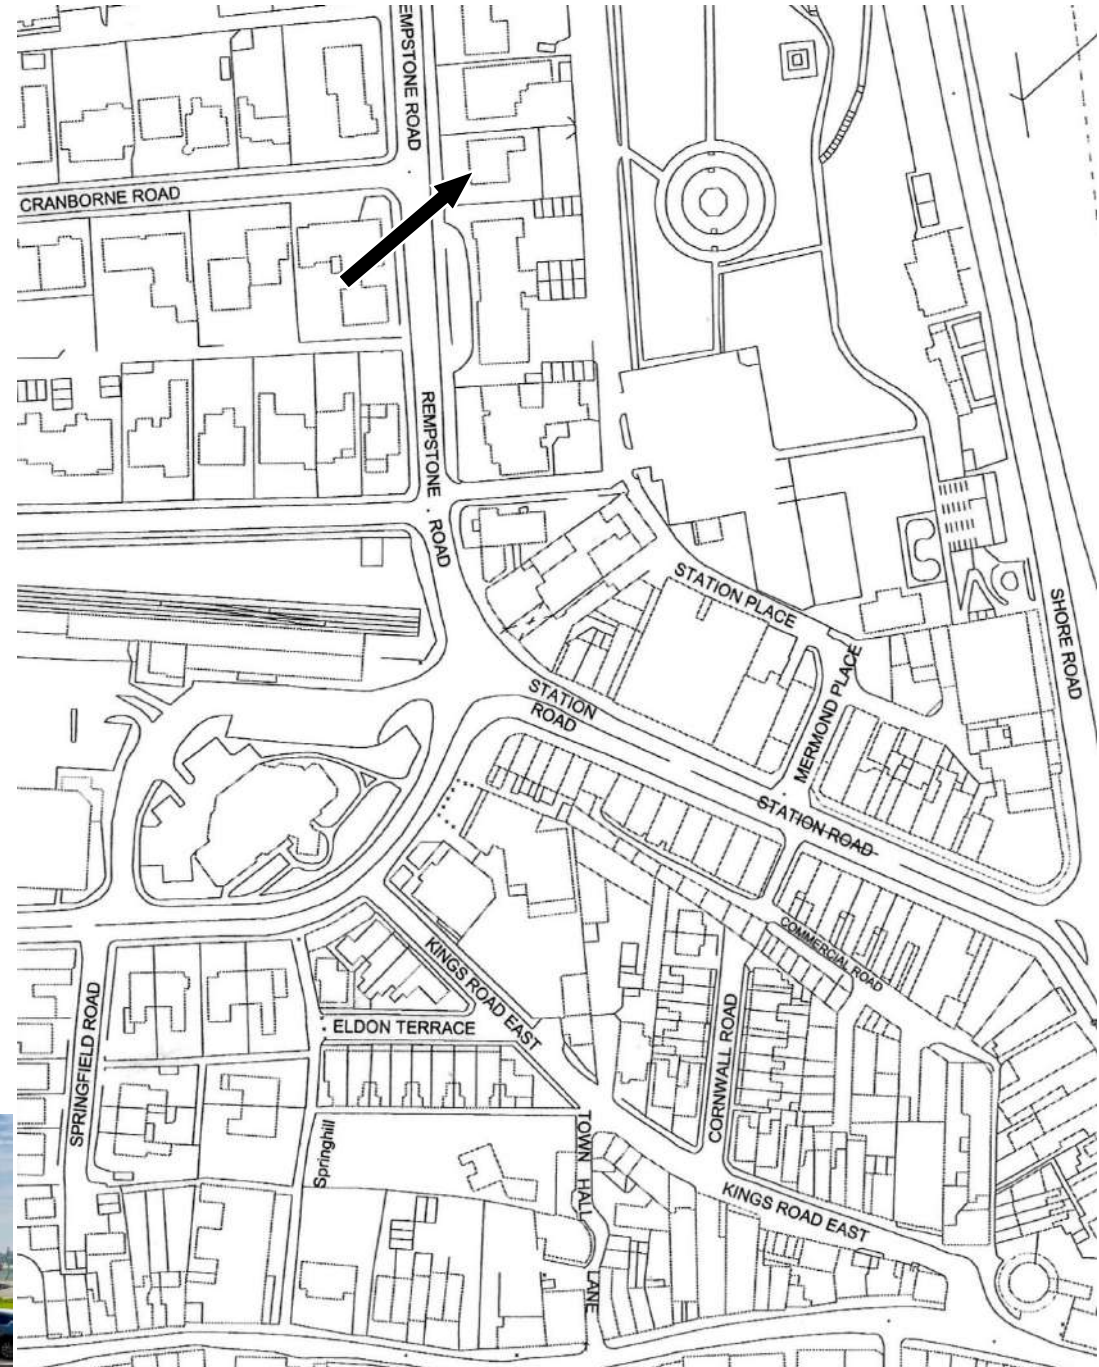 EMPSTONE ROAD
CRANBORNE ROAD
REMPSTONE ROAD
STATION PLACE
MERMOND PLACE
SHORE ROAD
STATION
ROAD
STATION ROAD
COMMERCIAL ROAD
KINGS ROAD EAST
CORNWALL ROAD
SPRINGFIELD ROAD
ELDON TERRACE
Springhill
TOWN HALL LANE
KINGS ROAD EAST